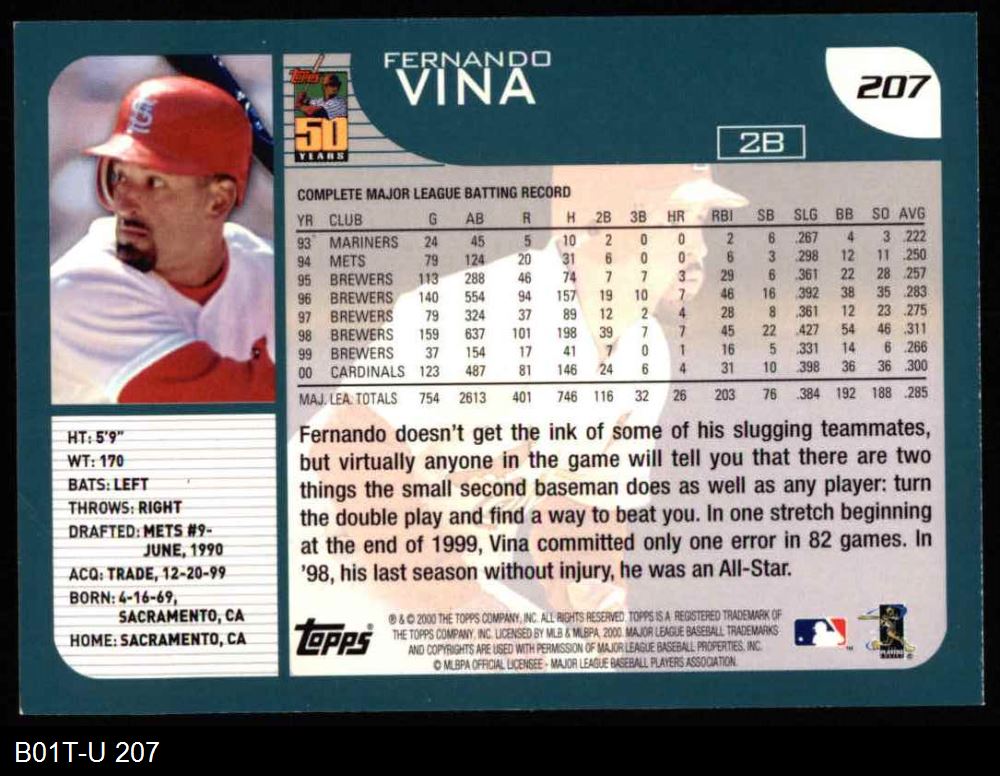 FERNANDO
VINA
207
2B
Topps
50
YEARS
COMPLETE MAJOR LEAGUE BATTING RECORD
YR CLUB G AB R H 2B 3B HR RBI SB SLG BB SO AVG
93 MARINERS 24 45 5 10 2 0 0 2 6 .267 4 3 .222
94 METS 79 124 20 31 6 0 0 6 3 .298 12 11 .250
95 BREWERS 113 288 46 74 7 7 3 29 6 .361 22 28 .257
96 BREWERS 140 554 94 157 19 10 7 46 16 .392 38 35 .283
97 BREWERS 79 324 37 89 12 2 4 28 8 .361 12 23 .275
98 BREWERS 159 637 101 198 39 7 7 45 22 .427 54 46 .311
99 BREWERS 37 154 17 41 7 0 1 16 5 .331 14 6 .266
00 CARDINALS 123 487 81 146 24 6 4 31 10 .398 36 36 .300
MAJ. LEA. TOTALS 754 2613 401 746 116 32 26 203 76 .384 192 188 .285
HT: 5'9"
WT: 170
BATS: LEFT
THROWS: RIGHT
DRAFTED: METS #9-
JUNE, 1990
ACQ: TRADE, 12-20-99
BORN: 4-16-69,
SACRAMENTO, CA
HOME: SACRAMENTO, CA
Fernando doesn't get the ink of some of his slugging teammates,
but virtually anyone in the game will tell you that there are two
things the small second baseman does as well as any player: turn
the double play and find a way to beat you. In one stretch beginning
at the end of 1999, Vina committed only one error in 82 games. In
'98, his last season without injury, he was an All-Star.
Topps
® & © 2000 THE TOPPS COMPANY, INC. ALL RIGHTS RESERVED. TOPPS IS A REGISTERED TRADEMARK OF
THE TOPPS COMPANY, INC. LICENSED BY MLB & MLBPA, 2000. MAJOR LEAGUE BASEBALL TRADEMARKS
AND COPYRIGHTS ARE USED WITH PERMISSION OF MAJOR LEAGUE BASEBALL PROPERTIES, INC.
© MLBPA OFFICIAL LICENSEE - MAJOR LEAGUE BASEBALL PLAYERS ASSOCIATION.
B01T-U 207